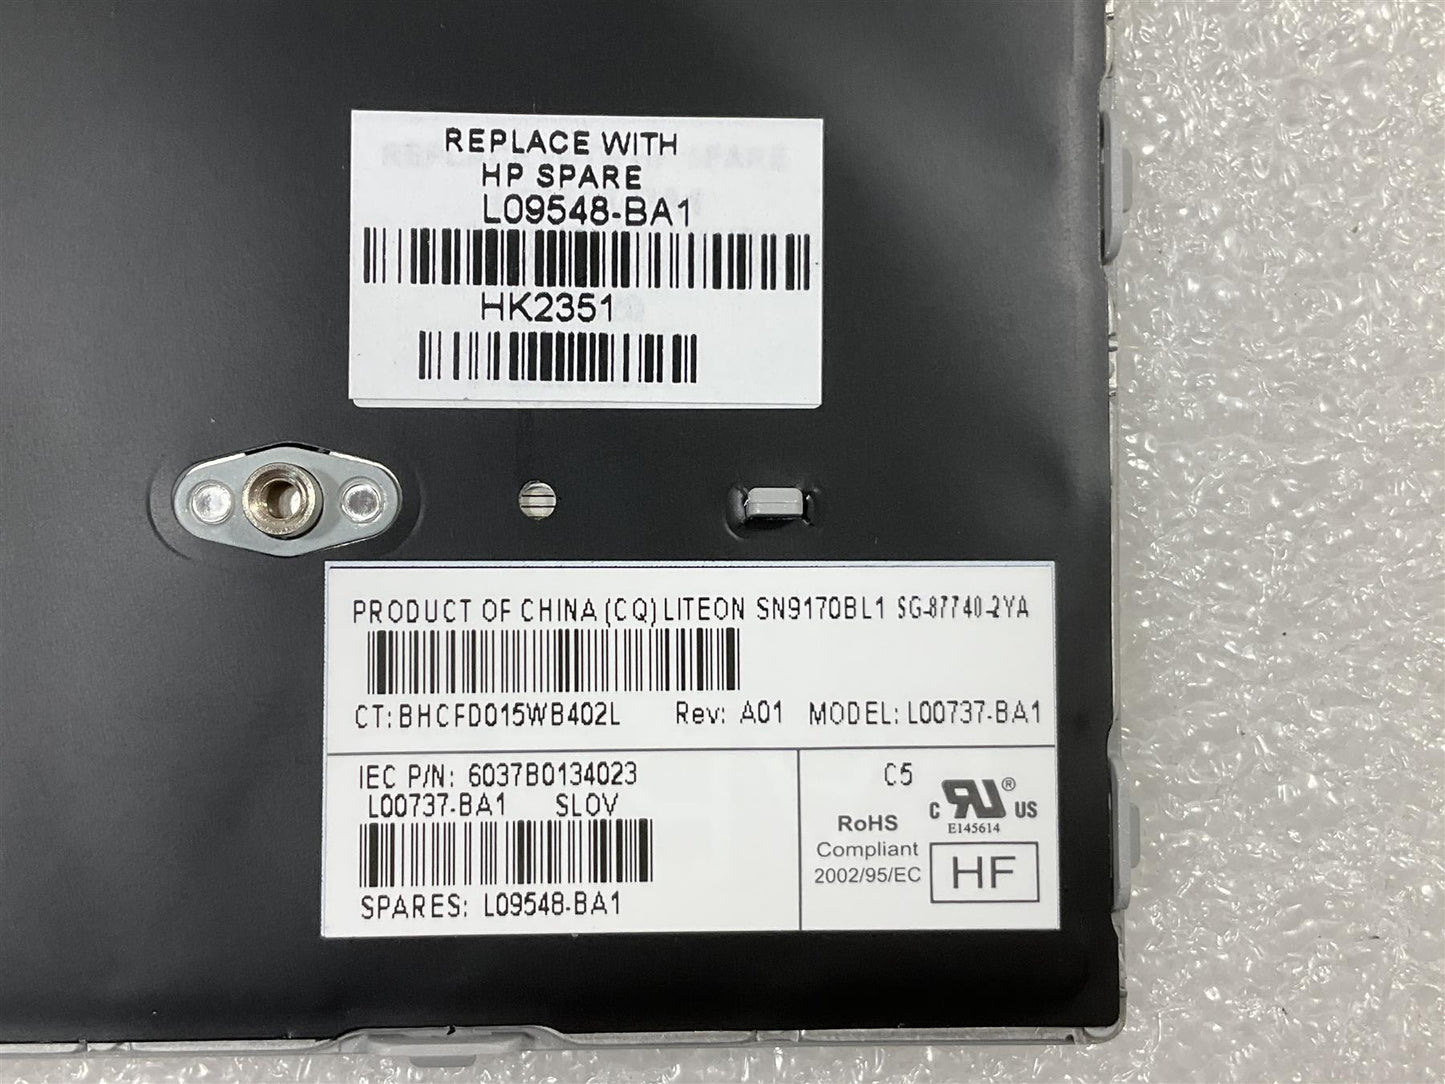 REPLACE WITH
HP SPARE
L09548-BA1
HK2351
PRODUCT OF CHINA (CQ) LITEON SN9170BL1 SG-87740-2YA
CT: BHCFD015WB402L Rev: A01 MODEL: L00737-BA1
IEC P/N: 6037B0134023
L00737-BA1 SLOV
SPARES: L09548-BA1
C5
RoHS
Compliant
2002/95/EC
C RU ® US
E145614
HF